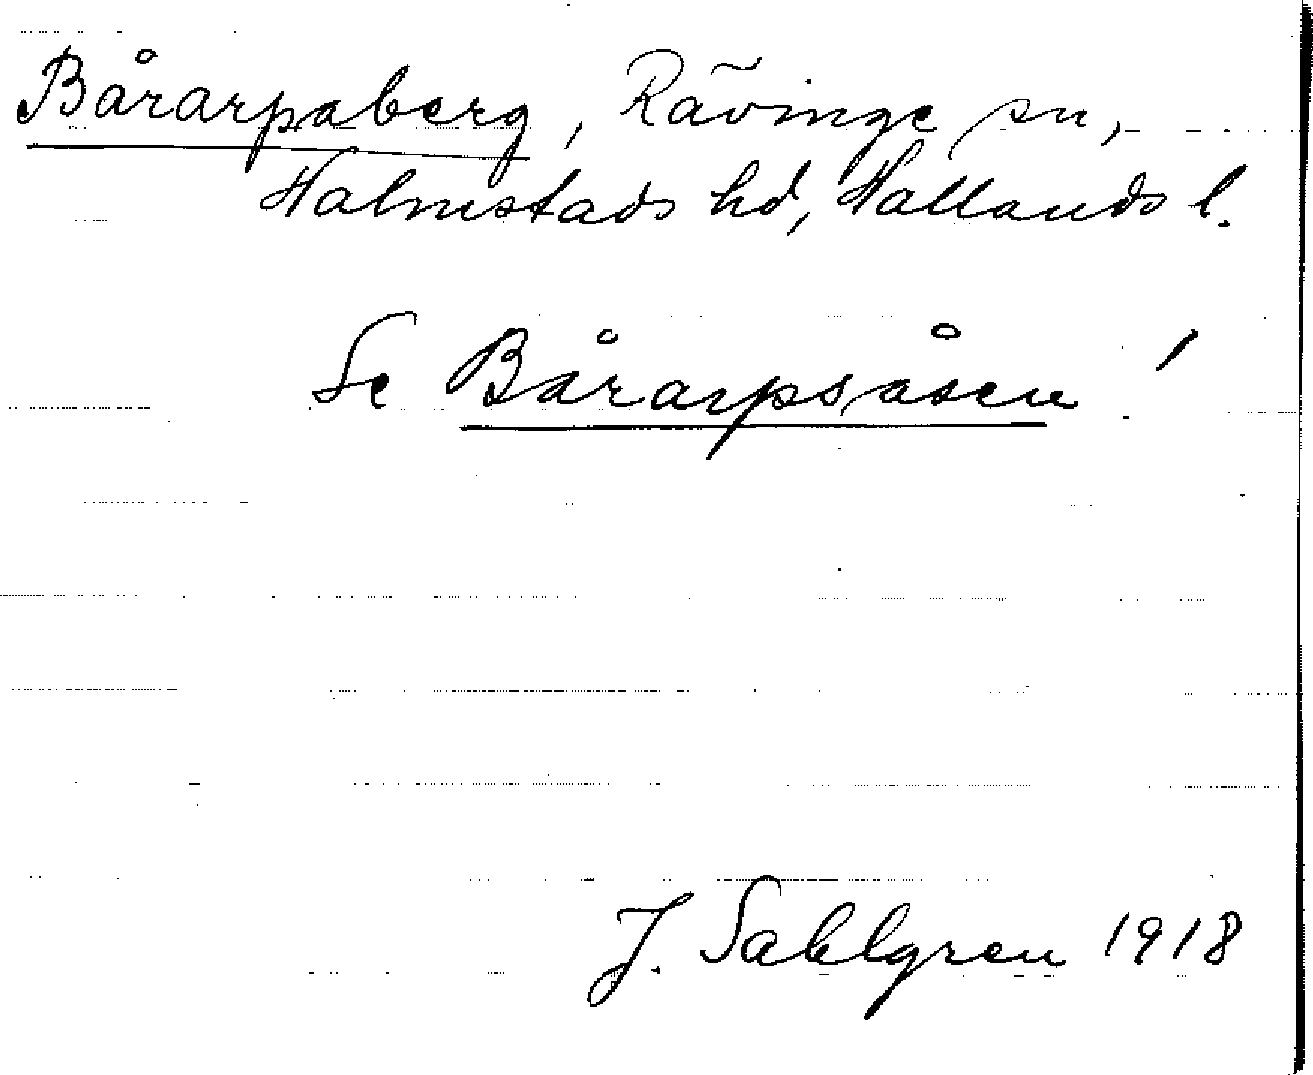 Bårarpaberg, Rävinge sn,
Halmstads hd, Hallands l.
Se Bårarpsåsen!
J. Sahlgren 1918